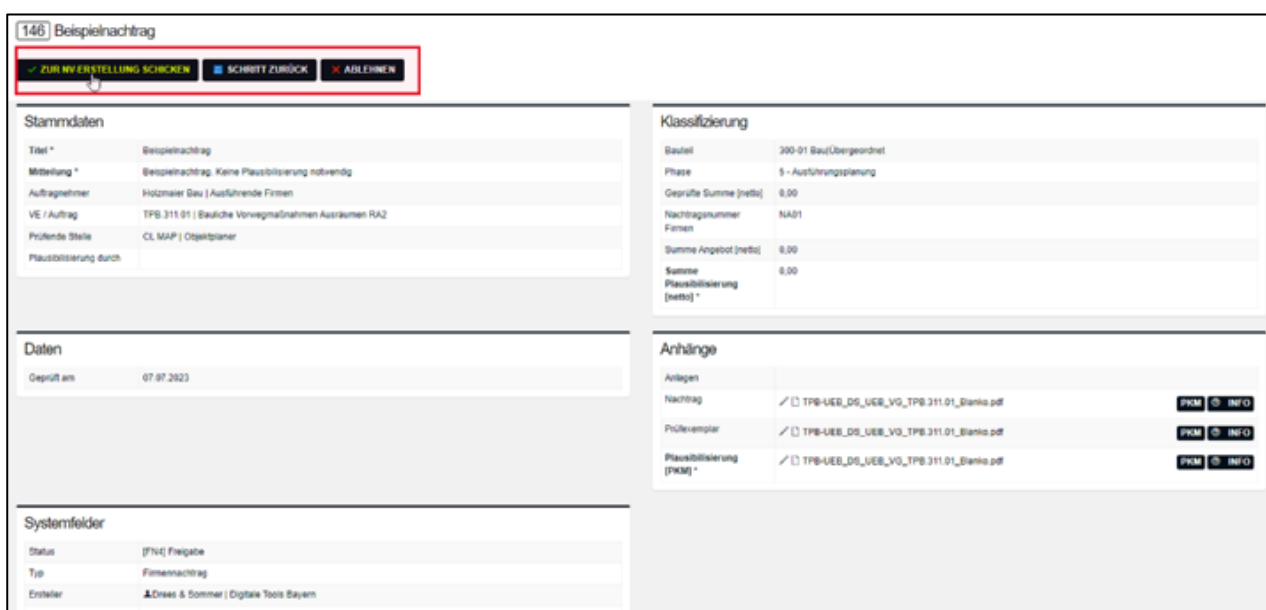 146 Beispielnachtrag
ZUR NV-ERSTELLUNG SCHICKEN SCHRITT ZURÜCK ABLEHNEN
Stammdaten
Titel * Beispielnachtrag
Mitteilung * Beispielnachtrag. Keine Plausibilisierung notwendig
Auftragnehmer Holzmaier Bau | Ausführende Firmen
VE / Auftrag TPB.311.01 | Bauliche Vorwegmaßnahmen Ausräumen RA2
Prüfende Stelle CL MAP | Objektplaner
Plausibilisierung durch
Klassifizierung
Bauteil 300-01 Bau|Übergeordnet
Phase 5 - Ausführungsplanung
Geprüfte Summe [netto] 0,00
Nachtragsnummer NA01
Firmen
Summe Angebot [netto] 0,00
Summe 0,00
Plausibilisierung
[netto] *
Daten
Geprüft am 07.07.2023
Anhänge
Anlagen
Nachtrag TPB-UEB_DS_UEB_VG_TPB.311.01_Blanko.pdf PKM INFO
Prüfexemplar TPB-UEB_DS_UEB_VG_TPB.311.01_Blanko.pdf PKM INFO
Plausibilisierung TPB-UEB_DS_UEB_VG_TPB.311.01_Blanko.pdf PKM INFO
[PKM] *
Systemfelder
Status [FN4] Freigabe
Typ Firmennachtrag
Ersteller Drees & Sommer | Digitale Tools Bayern